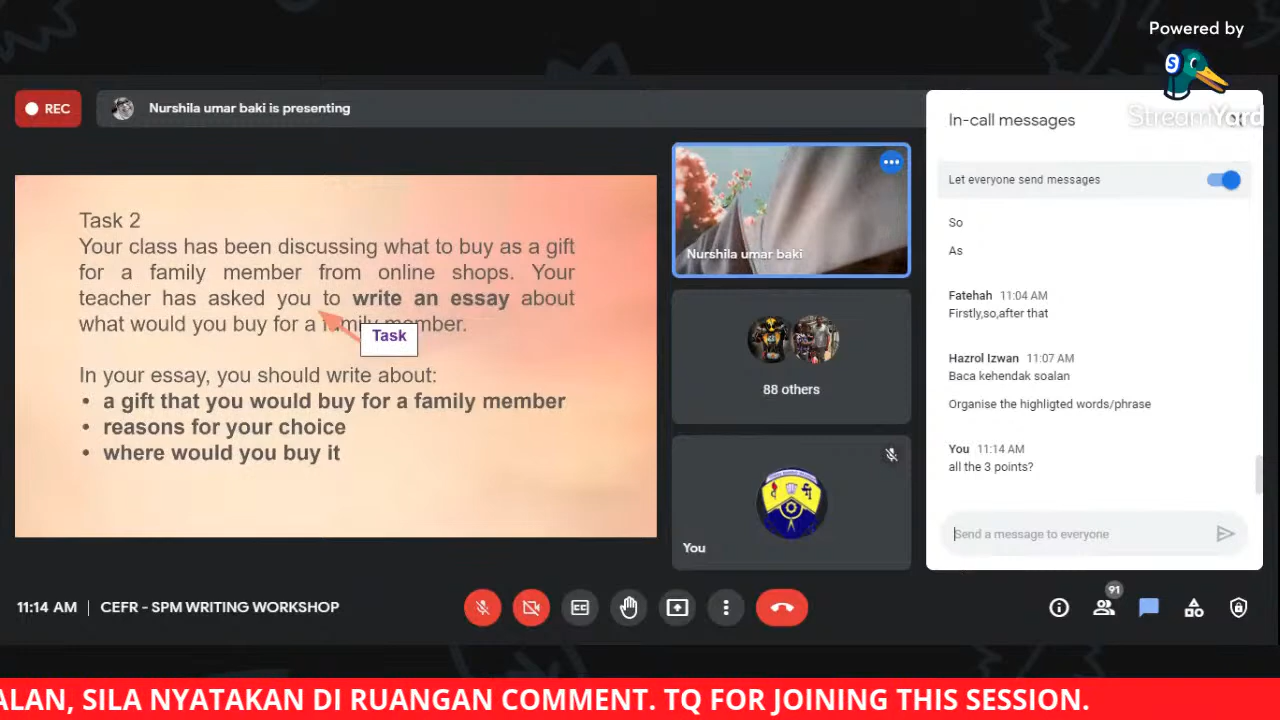 Powered by
S
StreamYard
REC
Nurshila umar baki is presenting
In-call messages
Let everyone send messages
So
As
Fatehah 11:04 AM
Firstly,so,after that
Hazrol Izwan 11:07 AM
Baca kehendak soalan
Organise the highligted words/phrase
You 11:14 AM
all the 3 points?
Send a message to everyone
Task 2
Your class has been discussing what to buy as a gift
for a family member from online shops. Your
teacher has asked you to write an essay about
what would you buy for a family member.
Task
In your essay, you should write about:
• a gift that you would buy for a family member
• reasons for your choice
• where would you buy it
Nurshila umar baki
88 others
You
11:14 AM | CEFR - SPM WRITING WORKSHOP
91
ALAN, SILA NYATAKAN DI RUANGAN COMMENT. TQ FOR JOINING THIS SESSION.